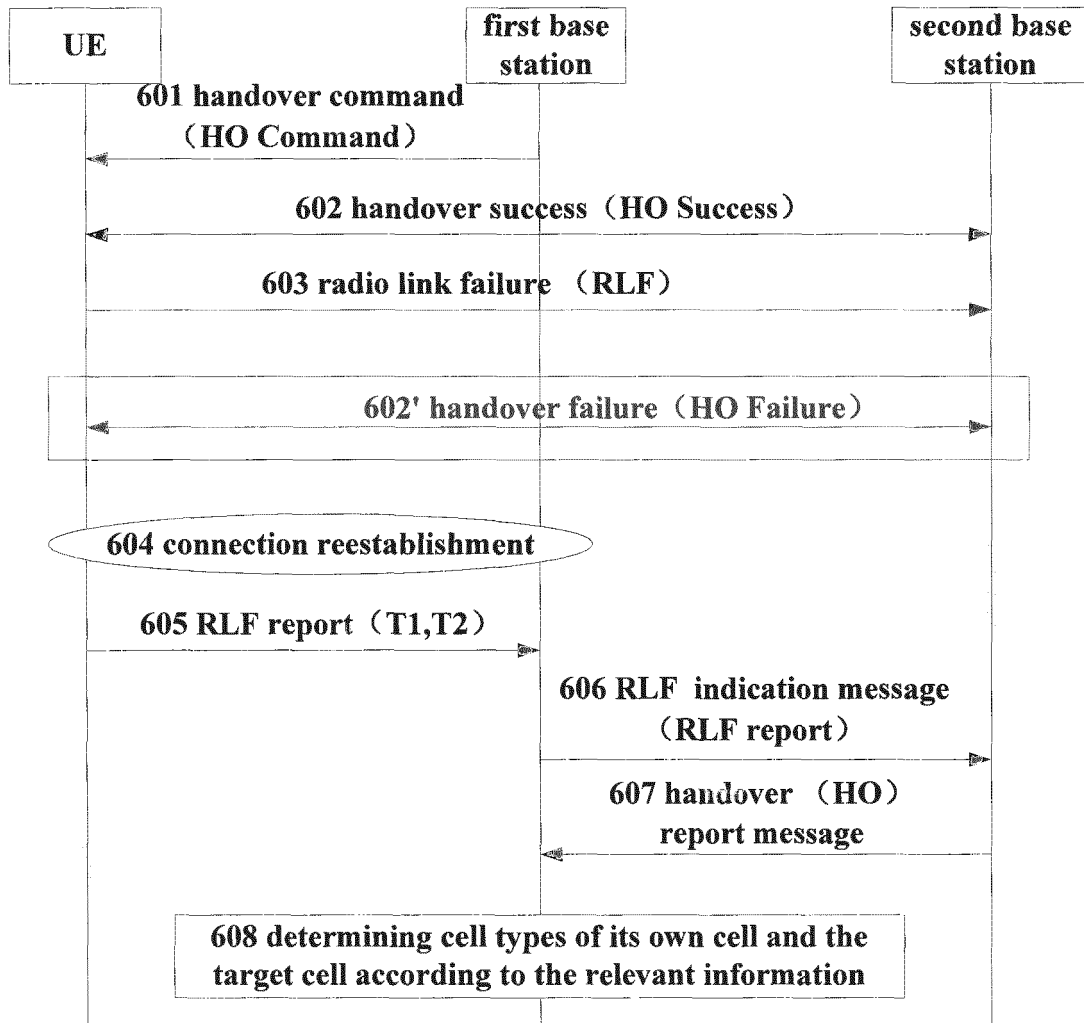 UE
first base
station
second base
station
601 handover command
（HO Command）
602 handover success（HO Success）
603 radio link failure （RLF）
602' handover failure（HO Failure）
604 connection reestablishment
605 RLF report（T1,T2）
606 RLF indication message
（RLF report）
607 handover （HO）
report message
608 determining cell types of its own cell and the
target cell according to the relevant information